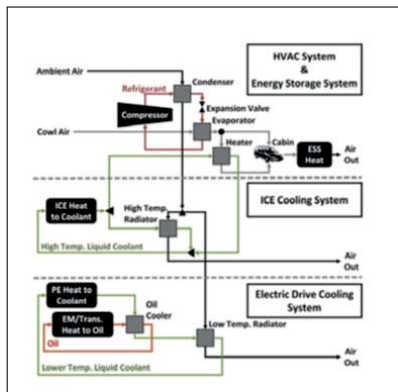 HVAC System
&
Energy Storage System
Ambient Air
Refrigerant
Condenser
Compressor
Expansion Valve
Evaporator
Cowl Air
Heater
Cabin
ESS
Heat
Air
Out
ICE Cooling System
ICE Heat
to Coolant
High Temp.
Radiator
High Temp. Liquid Coolant
Air
Out
Electric Drive Cooling
System
PE Heat to
Coolant
Oil
Cooler
EM/Trans.
Heat to Oil
Oil
Low Temp. Radiator
Lower Temp. Liquid Coolant
Air
Out